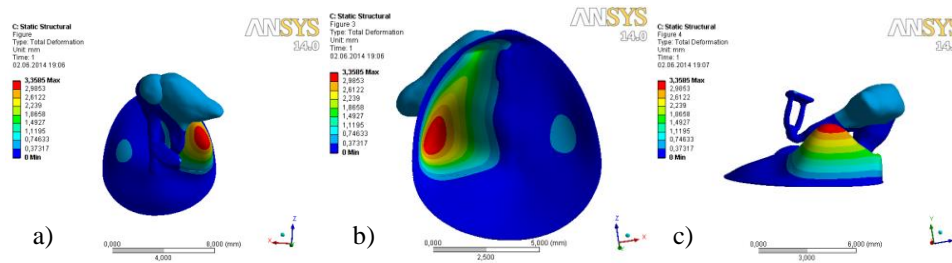 C: Static Structural
Figure
Type: Total Deformation
Unit: mm
Time: 1
02.06.2014 19:06
3,3585 Max
2,9853
2,6122
2,239
1,8658
1,4927
1,1195
0,74633
0,37317
0 Min
ANSYS
14.0
0,000
8,000 (mm)
4,000
X
Z
a)
C: Static Structural
Figure 3
Type: Total Deformation
Unit: mm
Time: 1
02.06.2014 19:06
3,3585 Max
2,9853
2,6122
2,239
1,8658
1,4927
1,1195
0,74633
0,37317
0 Min
ANSYS
14.0
0,000
5,000 (mm)
2,500
Z
X
b)
C: Static Structural
Figure 4
Type: Total Deformation
Unit: mm
Time: 1
02.06.2014 19:07
3,3585 Max
2,9853
2,6122
2,239
1,8658
1,4927
1,1195
0,74633
0,37317
0 Min
ANSYS
14.0
0,000
6,000 (mm)
3,000
Y
c)